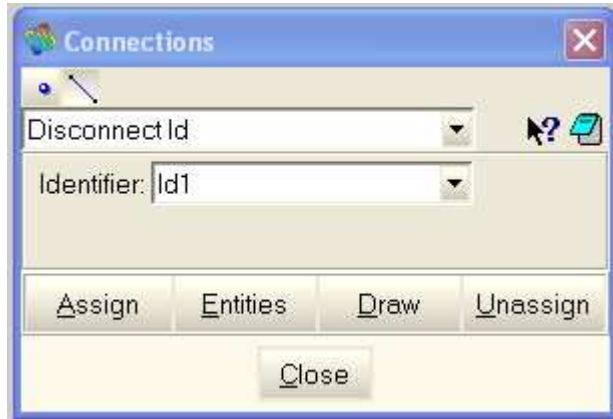 Connections
Disconnect Id
Identifier: Id1
Assign Entities Draw Unassign
Close